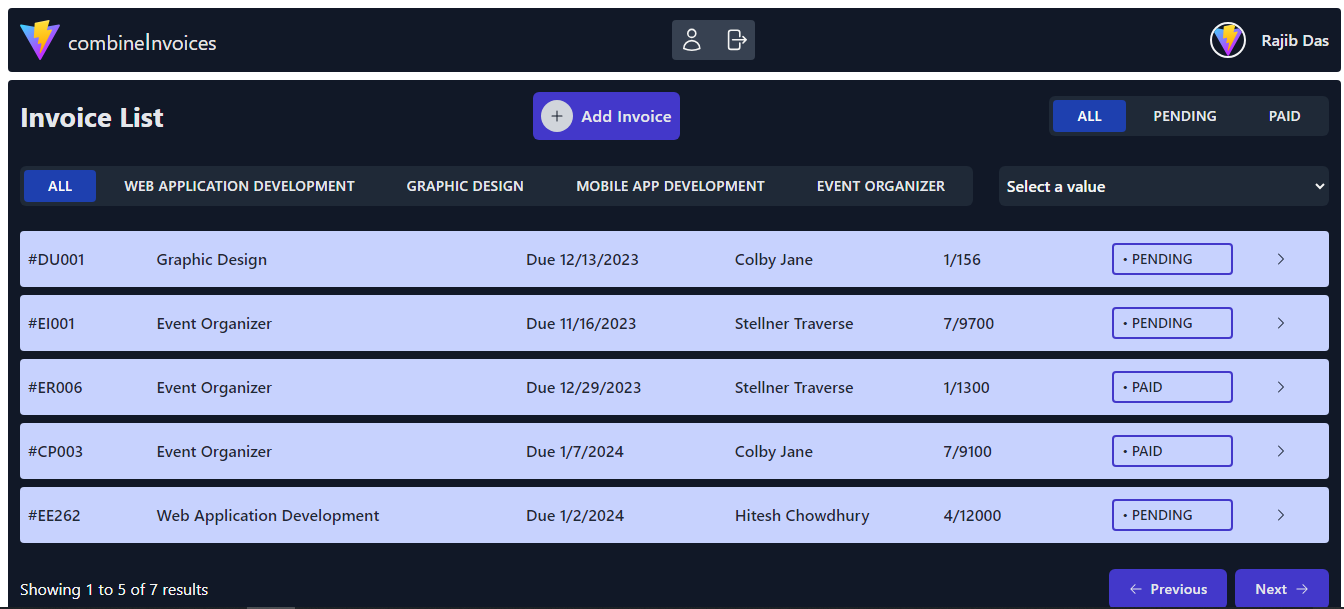 combineInvoices
Rajib Das
Invoice List
+ Add Invoice
ALL PENDING PAID
ALL WEB APPLICATION DEVELOPMENT GRAPHIC DESIGN MOBILE APP DEVELOPMENT EVENT ORGANIZER
Select a value
#DU001 Graphic Design Due 12/13/2023 Colby Jane 1/156 • PENDING
#EI001 Event Organizer Due 11/16/2023 Stellner Traverse 7/9700 • PENDING
#ER006 Event Organizer Due 12/29/2023 Stellner Traverse 1/1300 • PAID
#CP003 Event Organizer Due 1/7/2024 Colby Jane 7/9100 • PAID
#EE262 Web Application Development Due 1/2/2024 Hitesh Chowdhury 4/12000 • PENDING
Showing 1 to 5 of 7 results
← Previous Next →